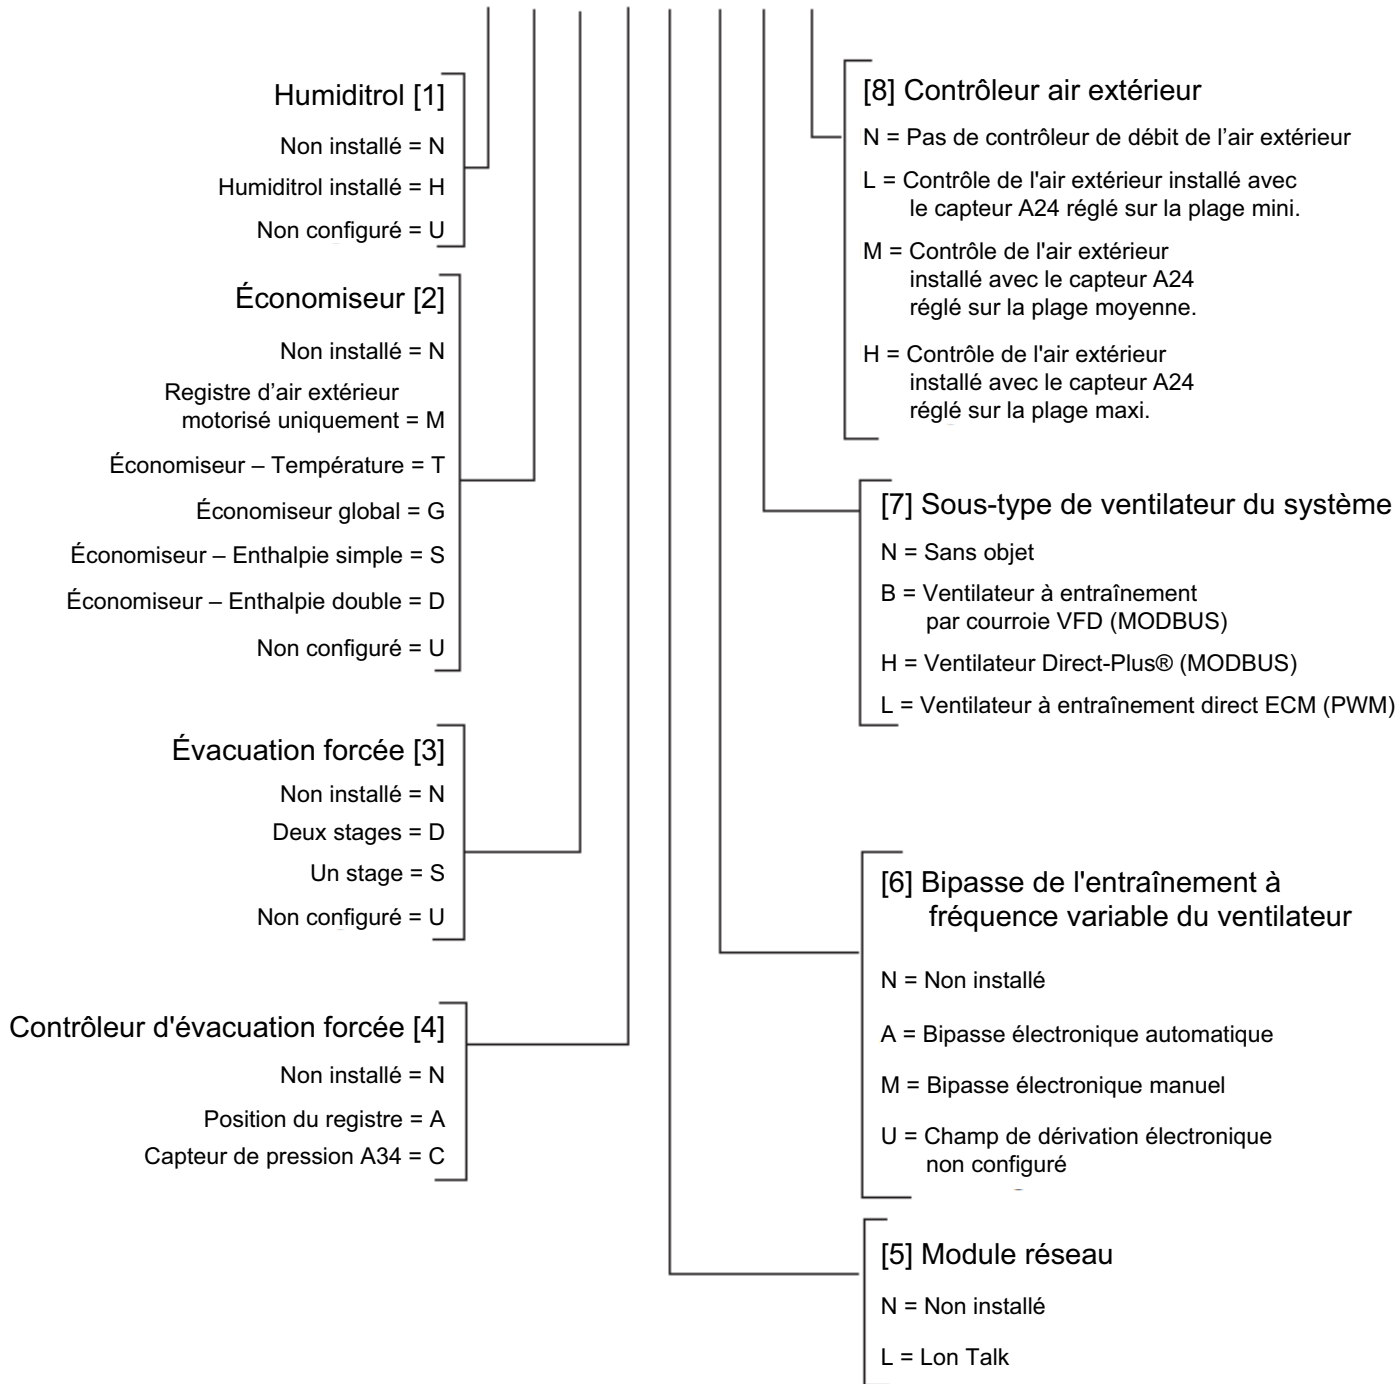 Humiditrol [1]
Non installé = N
Humiditrol installé = H
Non configuré = U
Économiseur [2]
Non installé = N
Registre d’air extérieur
motorisé uniquement = M
Économiseur – Température = T
Économiseur global = G
Économiseur – Enthalpie simple = S
Économiseur – Enthalpie double = D
Non configuré = U
Évacuation forcée [3]
Non installé = N
Deux stages = D
Un stage = S
Non configuré = U
Contrôleur d'évacuation forcée [4]
Non installé = N
Position du registre = A
Capteur de pression A34 = C
[8] Contrôleur air extérieur
N = Pas de contrôleur de débit de l’air extérieur
L = Contrôle de l'air extérieur installé avec
le capteur A24 réglé sur la plage mini.
M = Contrôle de l'air extérieur
installé avec le capteur A24
réglé sur la plage moyenne.
H = Contrôle de l'air extérieur
installé avec le capteur A24
réglé sur la plage maxi.
[7] Sous-type de ventilateur du système
N = Sans objet
B = Ventilateur à entraînement
par courroie VFD (MODBUS)
H = Ventilateur Direct-Plus® (MODBUS)
L = Ventilateur à entraînement direct ECM (PWM)
[6] Bipasse de l'entraînement à
fréquence variable du ventilateur
N = Non installé
A = Bipasse électronique automatique
M = Bipasse électronique manuel
U = Champ de dérivation électronique
non configuré
[5] Module réseau
N = Non installé
L = Lon Talk